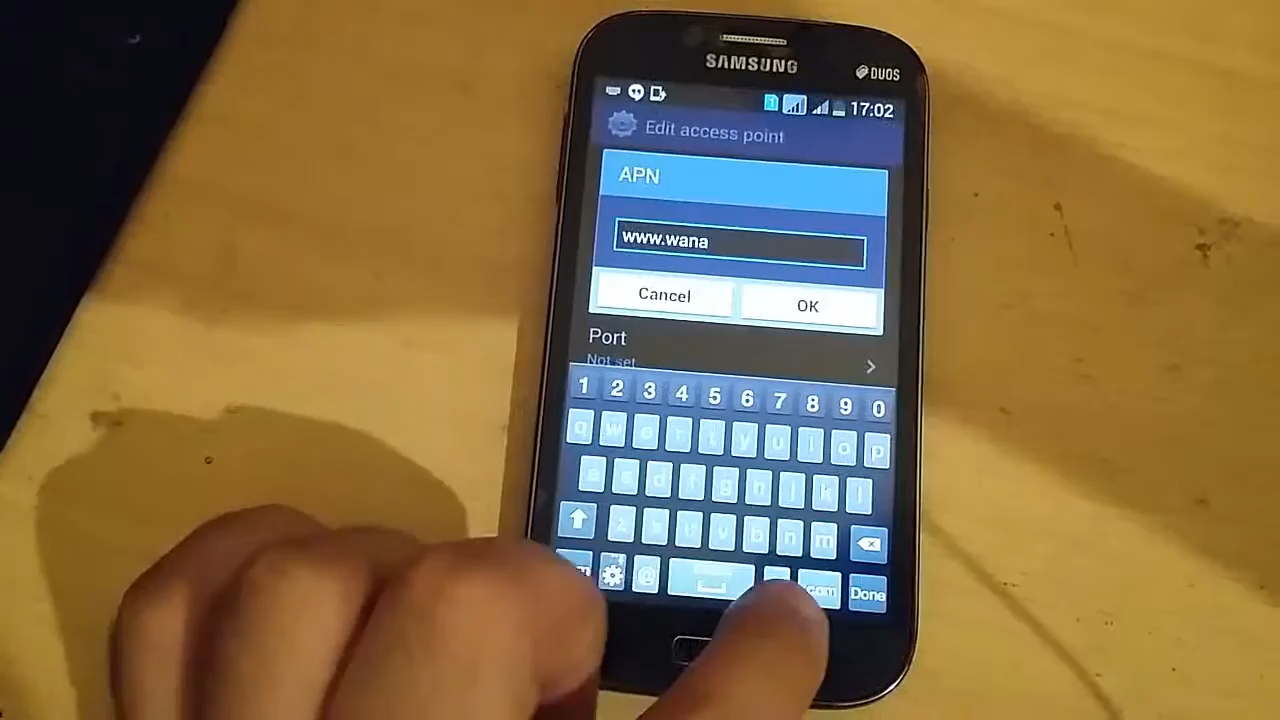 SAMSUNG
DUOS
17:02
Edit access point
APN
www.wana
Cancel
OK
Port
Not set
1 2 3 4 5 6 7 8 9 0
q w e r t y u i o p
a s d f g h j k l
z x c v b n m
@
.com
Done